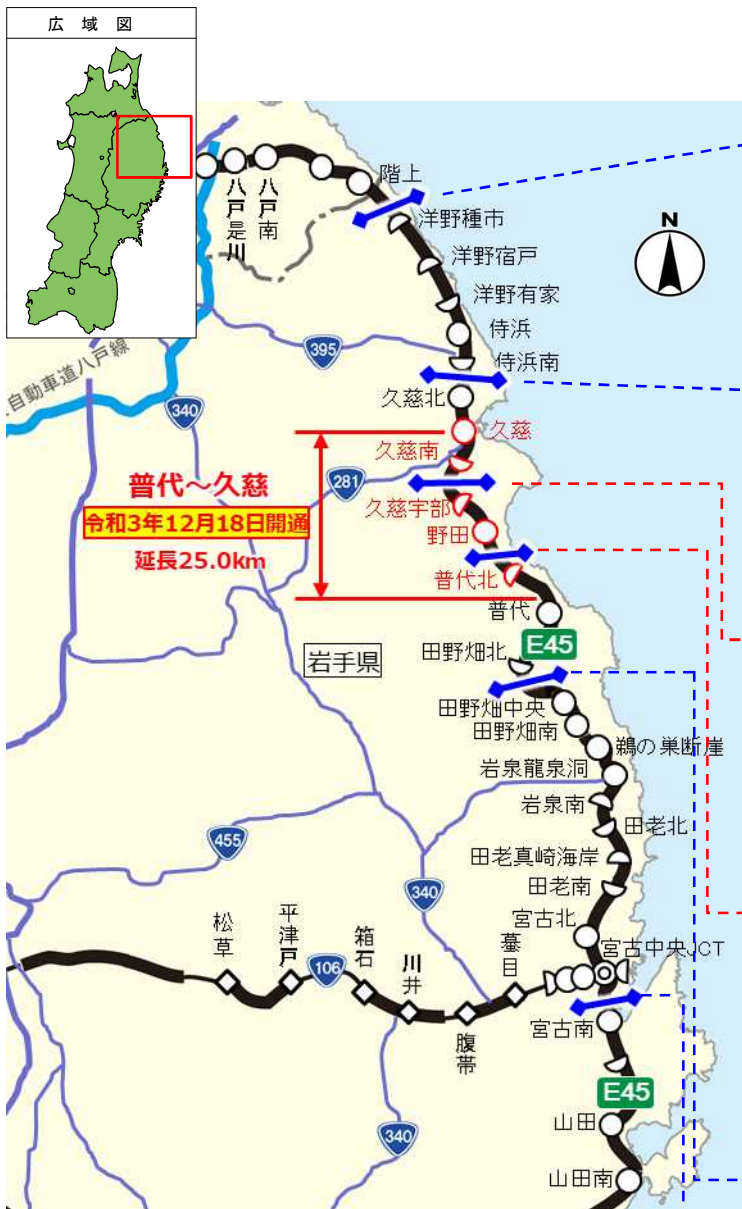 広域図
階上
八戸是川
八戸南
洋野種市
N
洋野宿戸
洋野有家
395
侍浜
侍浜南
自動車道八戸線
340
久慈北
久慈
久慈南
281
普代～久慈
久慈宇部
令和3年12月18日開通
野田
延長25.0km
普代北
普代
E45
田野畑北
岩手県
田野畑中央
田野畑南
鵜の巣断崖
岩泉龍泉洞
岩泉南
田老北
455
田老真崎海岸
340
田老南
宮古北
松草
平津戸
箱石
川井
蟇目
宮古中央JCT
106
腹帯
宮古南
E45
山田
340
山田南